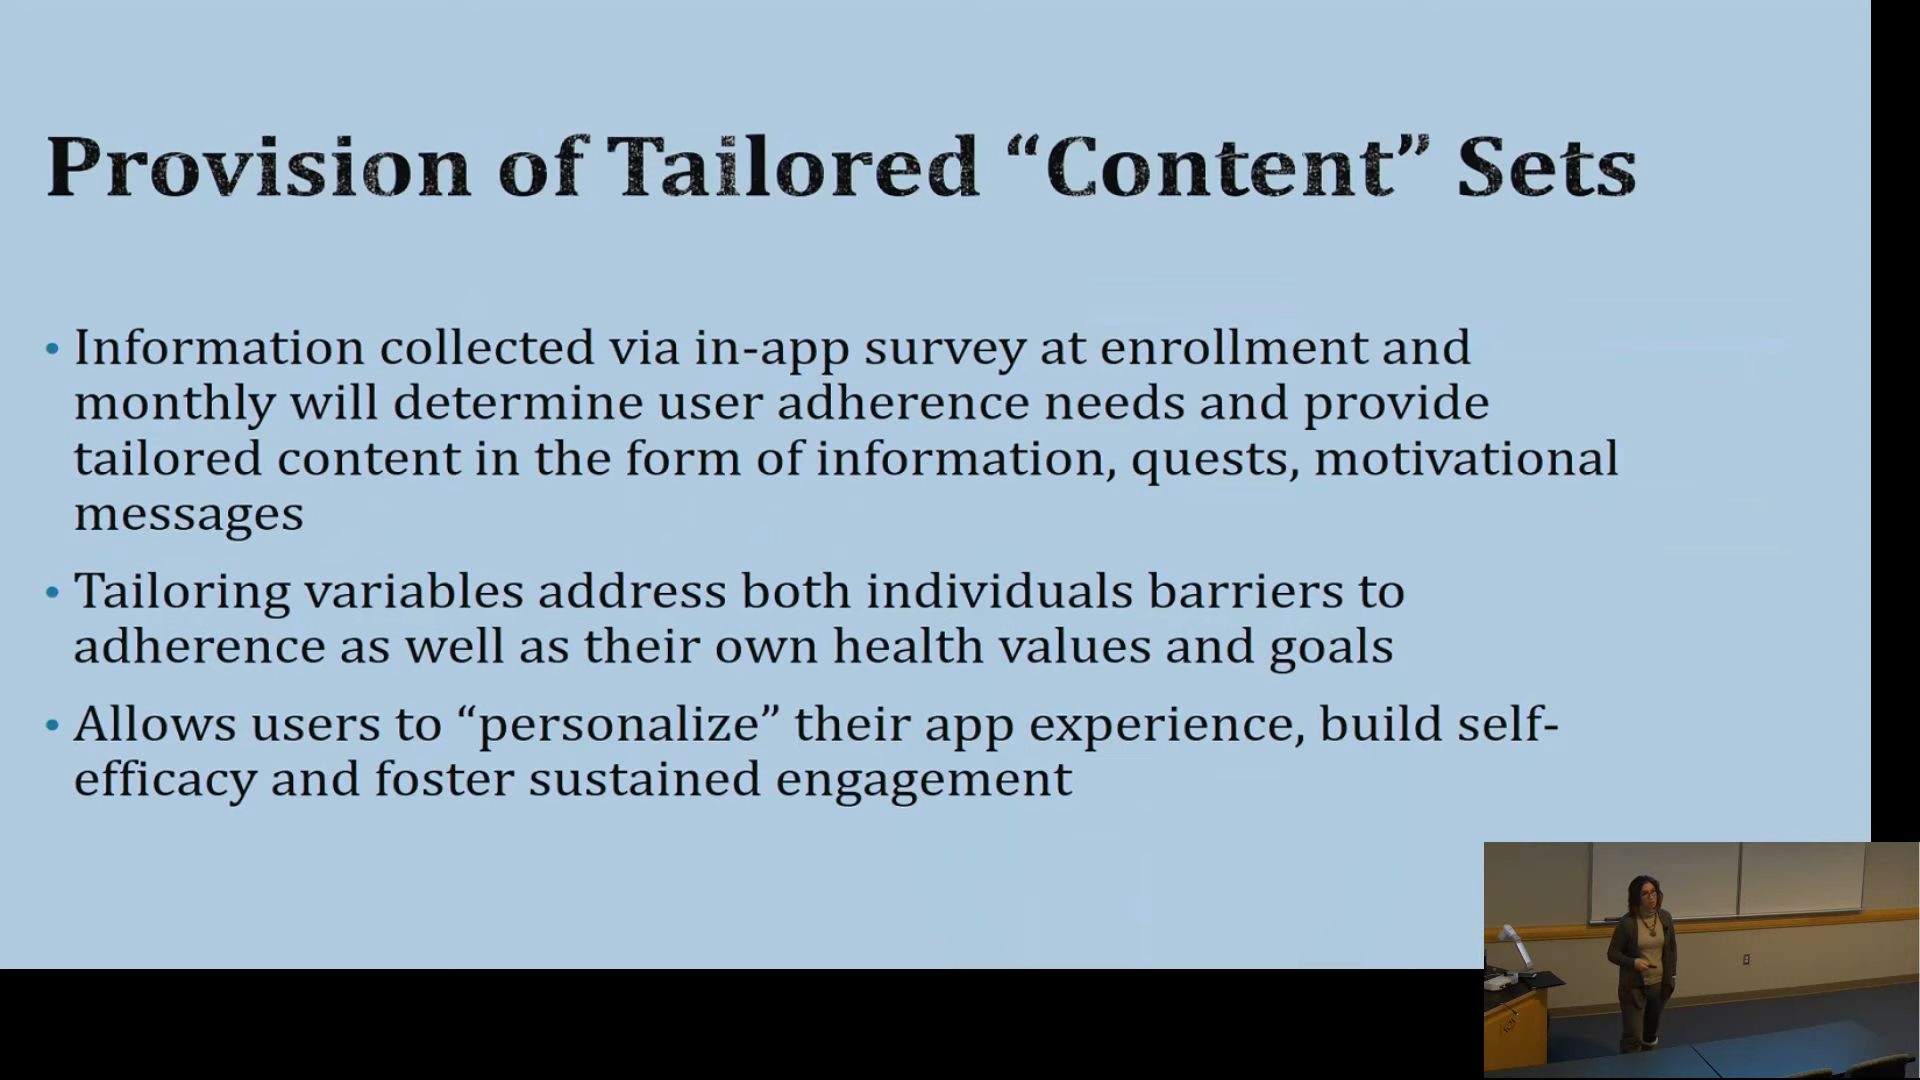 Provision of Tailored “Content” Sets
• Information collected via in-app survey at enrollment and
monthly will determine user adherence needs and provide
tailored content in the form of information, quests, motivational
messages
• Tailoring variables address both individuals barriers to
adherence as well as their own health values and goals
• Allows users to “personalize” their app experience, build self-
efficacy and foster sustained engagement